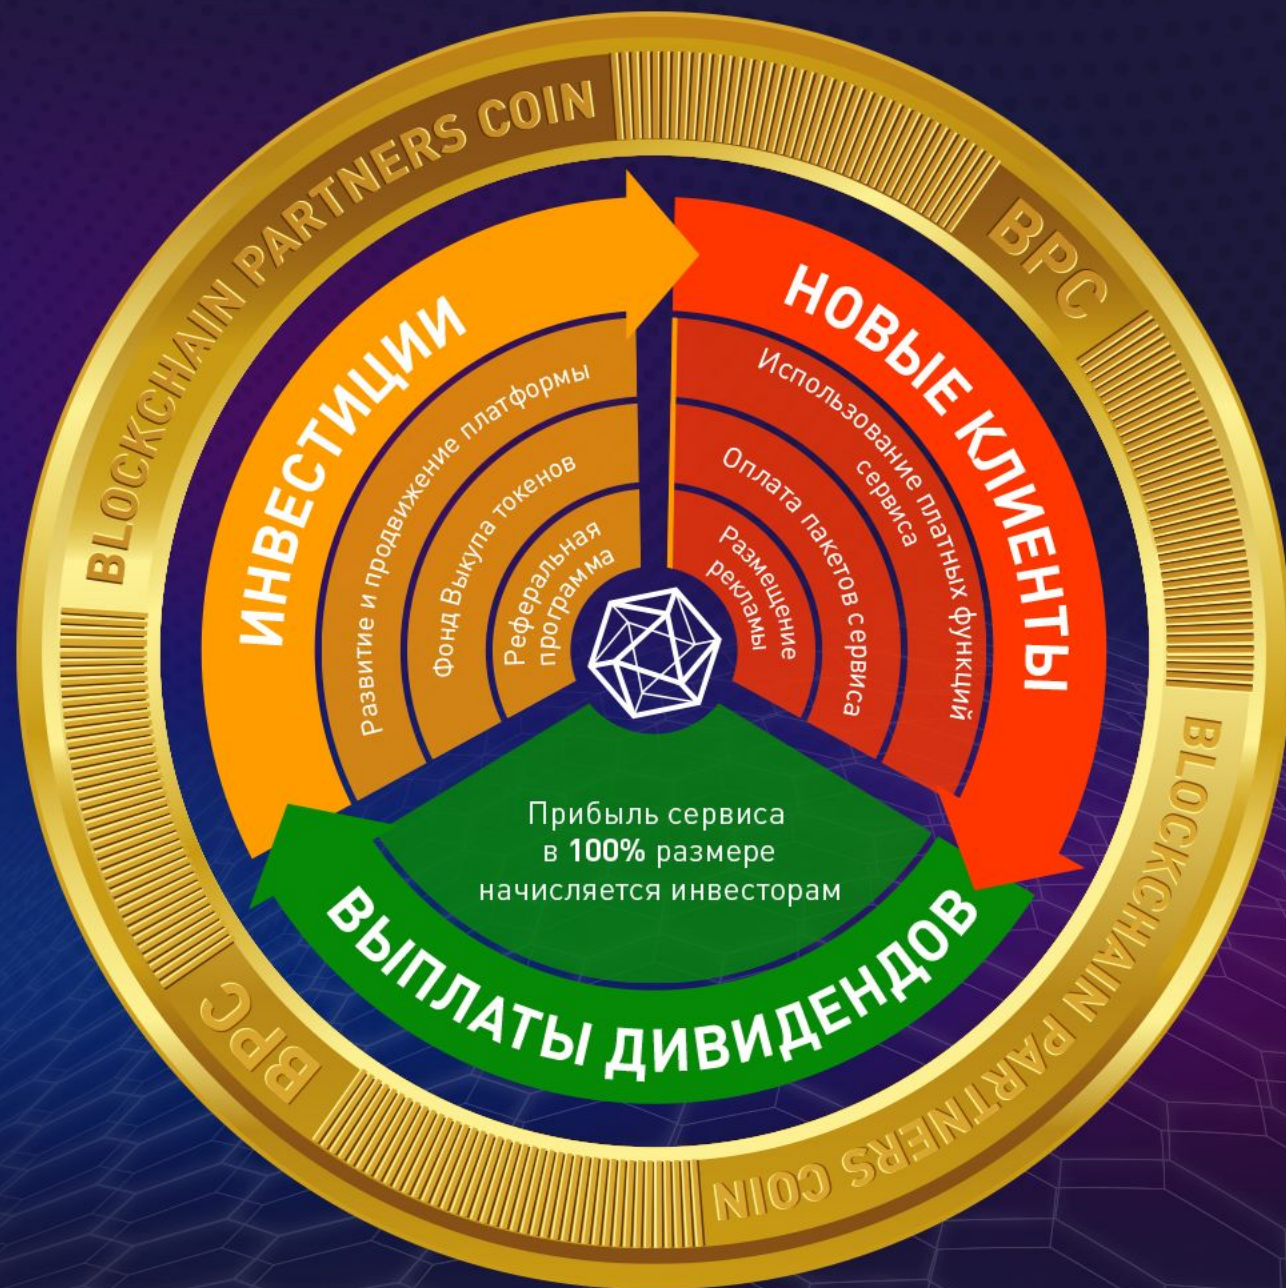 BLOCKCHAIN PARTNERS COIN
BPC
ИНВЕСТИЦИИ
Развитие и продвижение платформы
Фонд Выкупа токенов
Реферальная
программа
НОВЫЕ КЛИЕНТЫ
Использование платных функций
сервиса
Оплата пакетов сервиса
Размещение
рекламы
Прибыль сервиса
в 100% размере
начисляется инвесторам
ВЫПЛАТЫ ДИВИДЕНДОВ
BLOCKCHAIN PARTNERS COIN
BPC